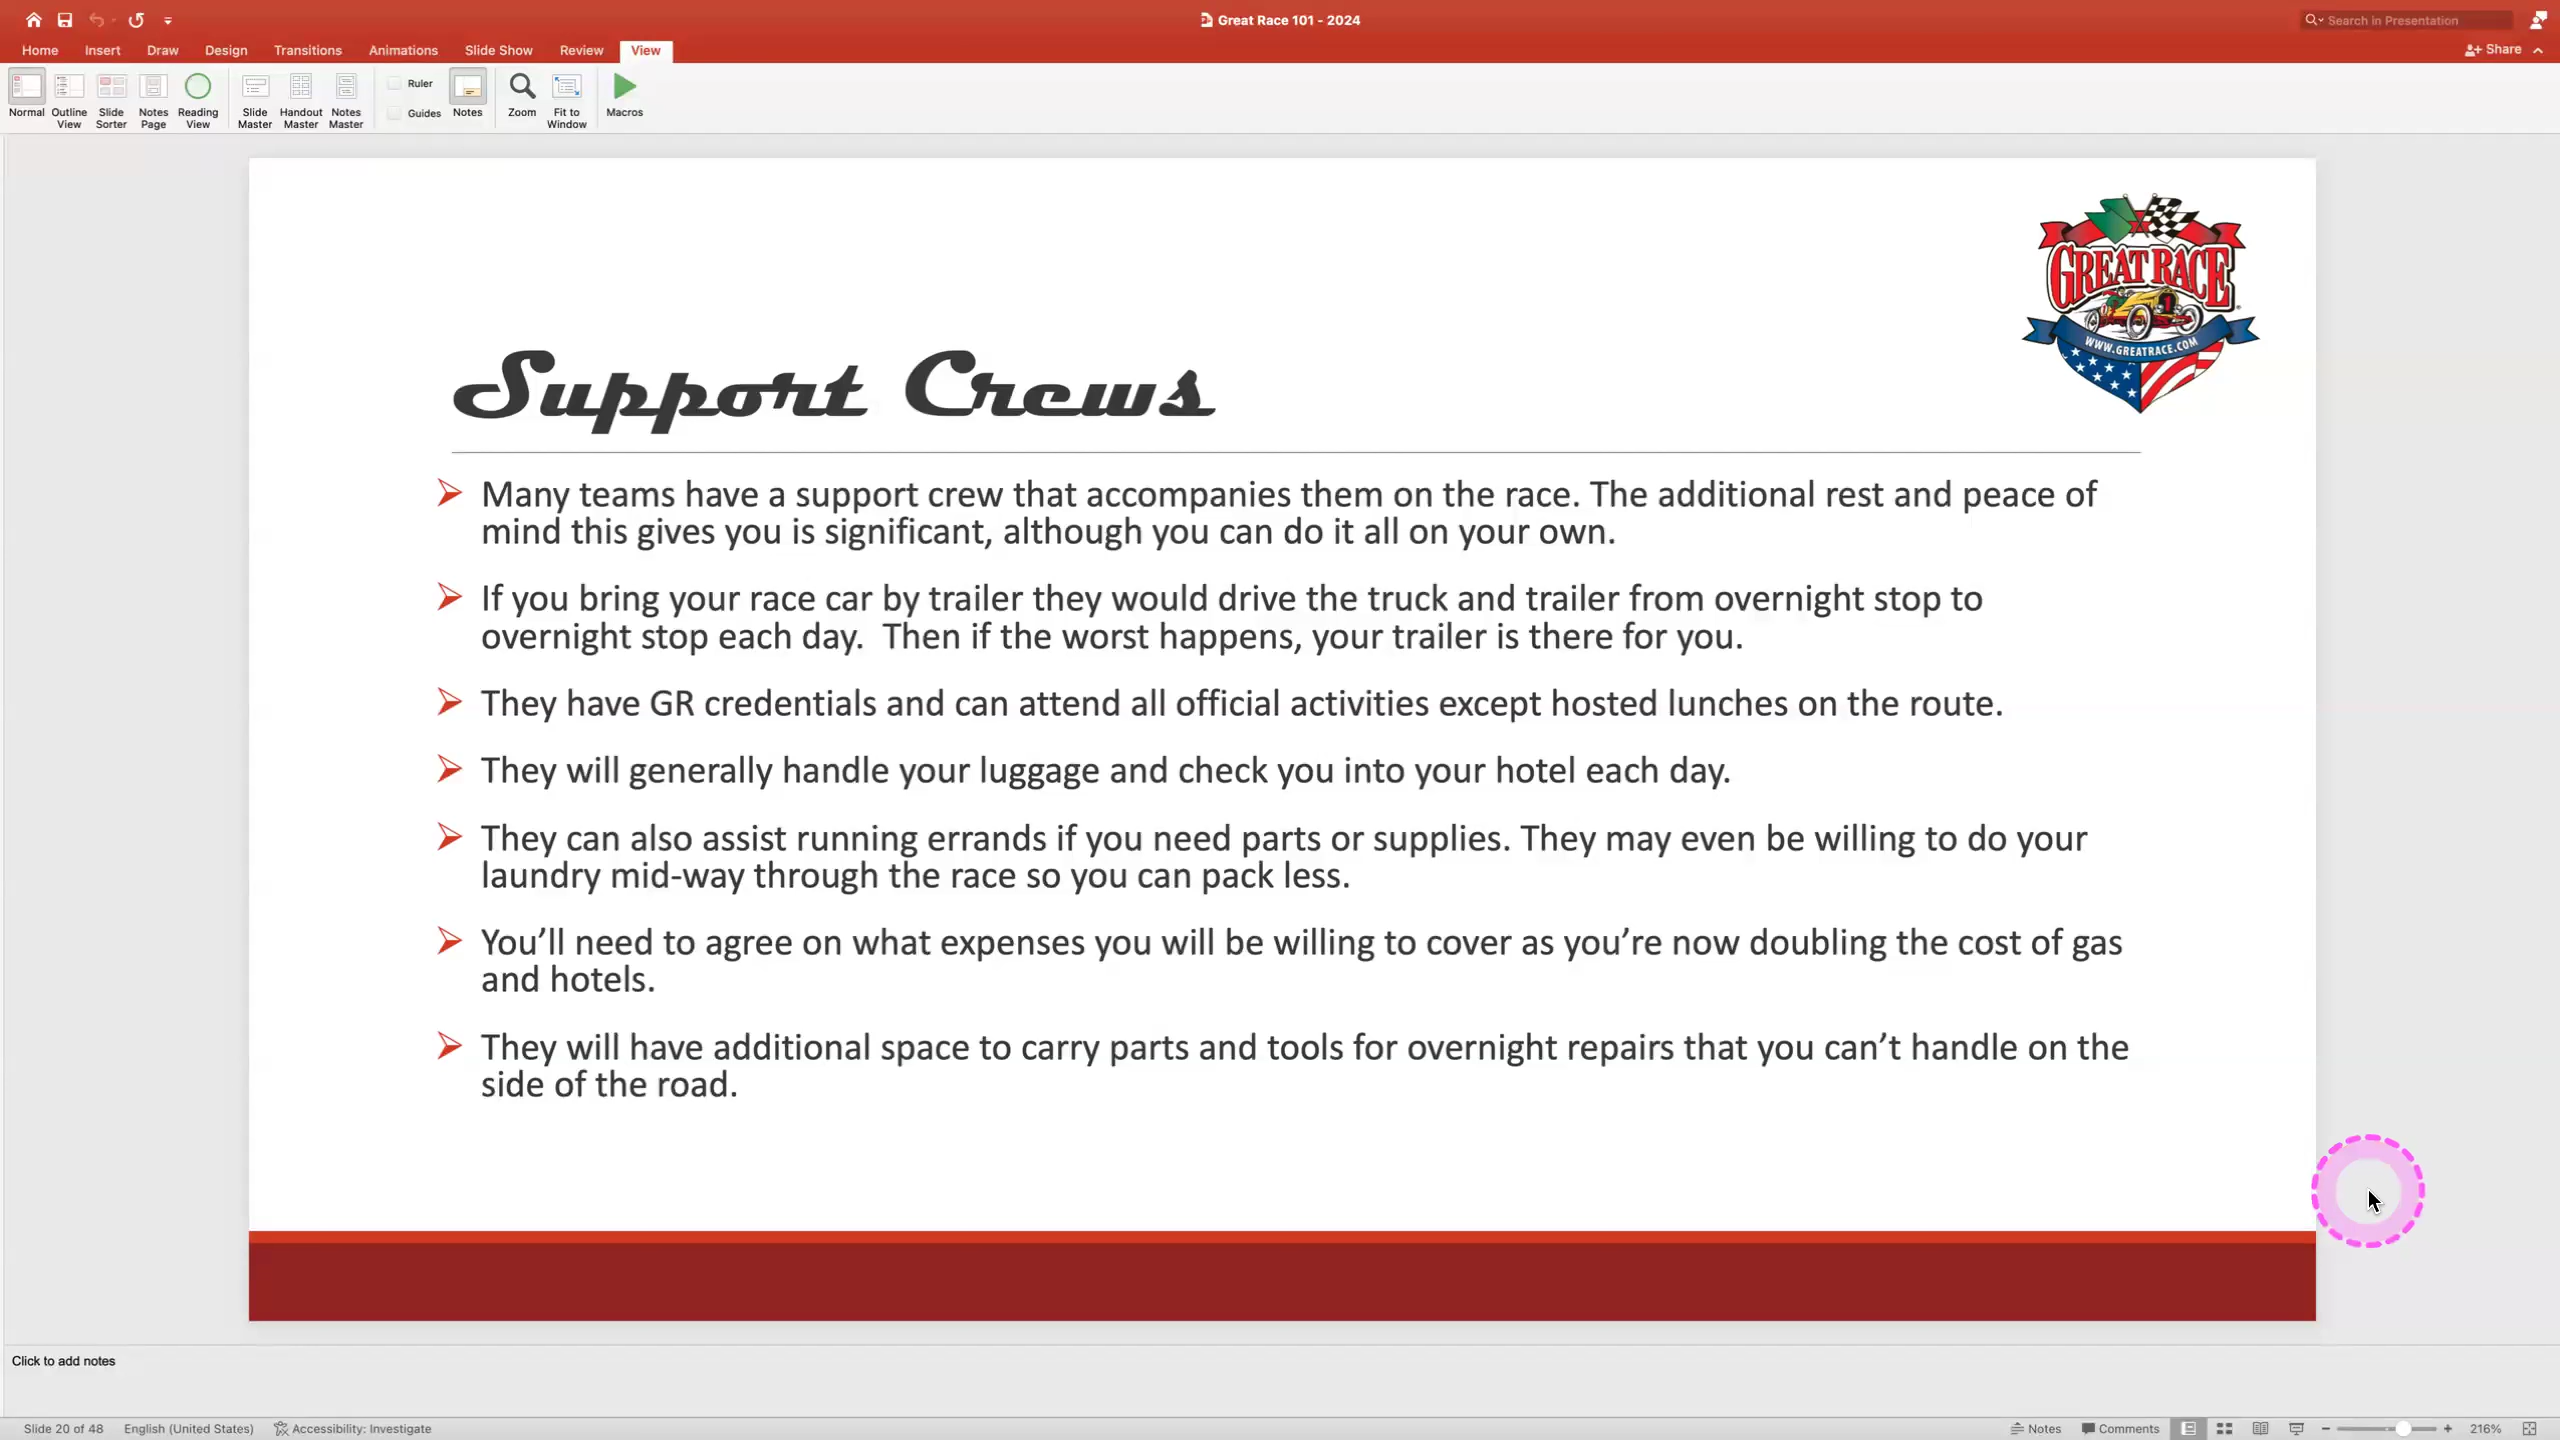 Great Race 101 - 2024
Search in Presentation
Home Insert Draw Design Transitions Animations Slide Show Review View
Share
Normal Outline View Slide Sorter Notes Page Reading View Slide Master Handout Master Notes Master Ruler Guides Notes Zoom Fit to Window Macros
GREAT RACE
WWW.GREATRACE.COM
Support Crews
Many teams have a support crew that accompanies them on the race. The additional rest and peace of
mind this gives you is significant, although you can do it all on your own.
If you bring your race car by trailer they would drive the truck and trailer from overnight stop to
overnight stop each day.  Then if the worst happens, your trailer is there for you.
They have GR credentials and can attend all official activities except hosted lunches on the route.
They will generally handle your luggage and check you into your hotel each day.
They can also assist running errands if you need parts or supplies. They may even be willing to do your
laundry mid-way through the race so you can pack less.
You’ll need to agree on what expenses you will be willing to cover as you’re now doubling the cost of gas
and hotels.
They will have additional space to carry parts and tools for overnight repairs that you can’t handle on the
side of the road.
Click to add notes
Slide 20 of 48 English (United States) Accessibility: Investigate Notes Comments 216%